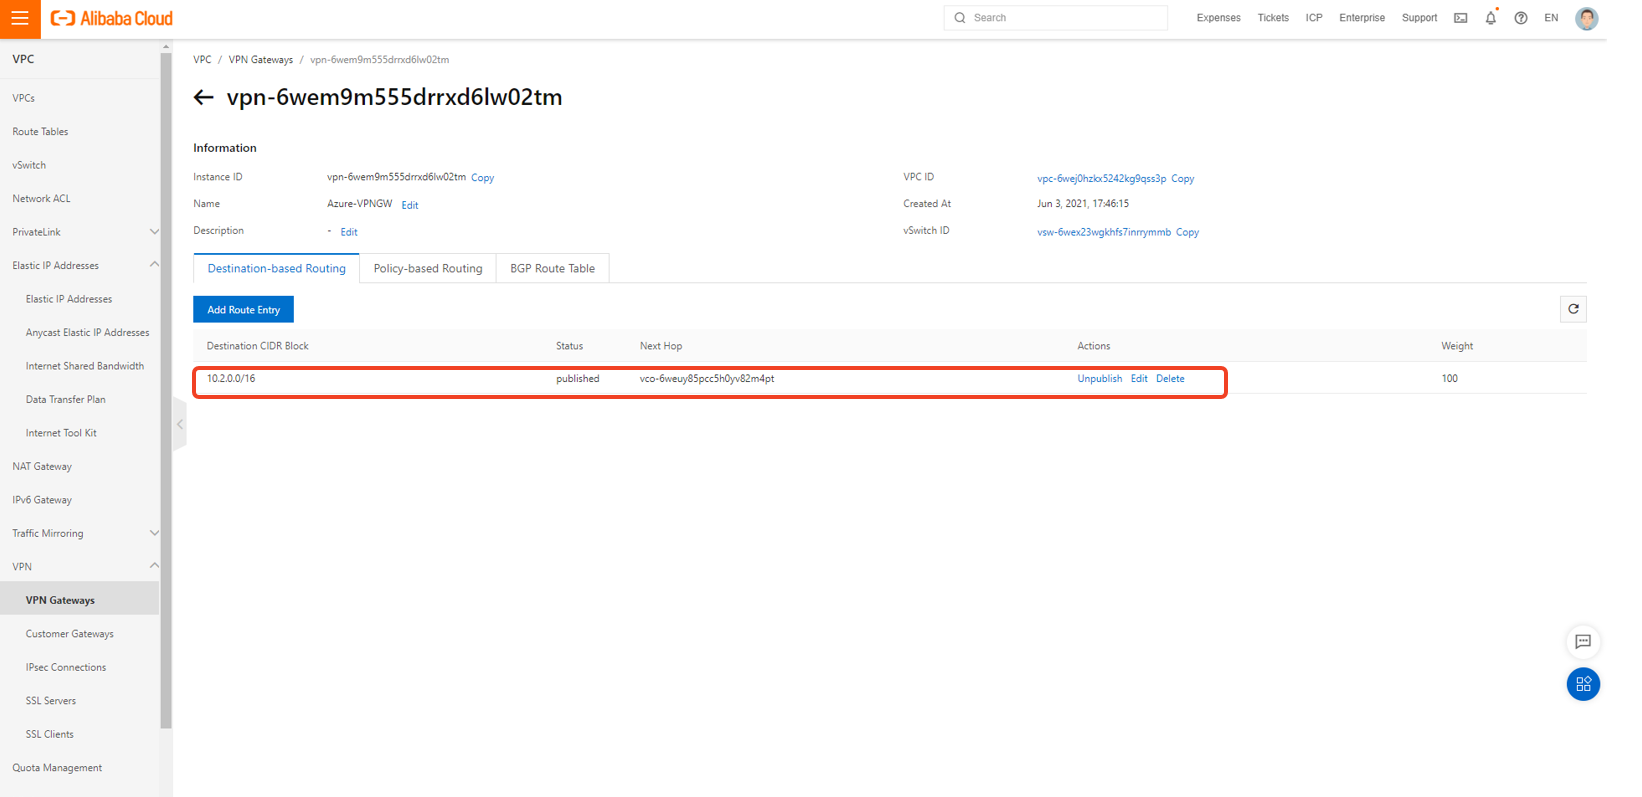 Alibaba Cloud
Search
Expenses Tickets ICP Enterprise Support EN
VPC
VPCs
Route Tables
vSwitch
Network ACL
PrivateLink
Elastic IP Addresses
Elastic IP Addresses
Anycast Elastic IP Addresses
Internet Shared Bandwidth
Data Transfer Plan
Internet Tool Kit
NAT Gateway
IPv6 Gateway
Traffic Mirroring
VPN
VPN Gateways
Customer Gateways
IPsec Connections
SSL Servers
SSL Clients
Quota Management
VPC / VPN Gateways / vpn-6wem9m555drrxd6lw02tm
vpn-6wem9m555drrxd6lw02tm
Information
Instance ID vpn-6wem9m555drrxd6lw02tm Copy VPC ID vpc-6wej0hzkx5242kg9qss3p Copy
Name Azure-VPNGW Edit Created At Jun 3, 2021, 17:46:15
Description - Edit vSwitch ID vsw-6wex23wgkhfs7inrrymmb Copy
Destination-based Routing Policy-based Routing BGP Route Table
Add Route Entry
Destination CIDR Block Status Next Hop Actions Weight
10.2.0.0/16 published vco-6weuy85pcc5h0yv82m4pt Unpublish Edit Delete 100